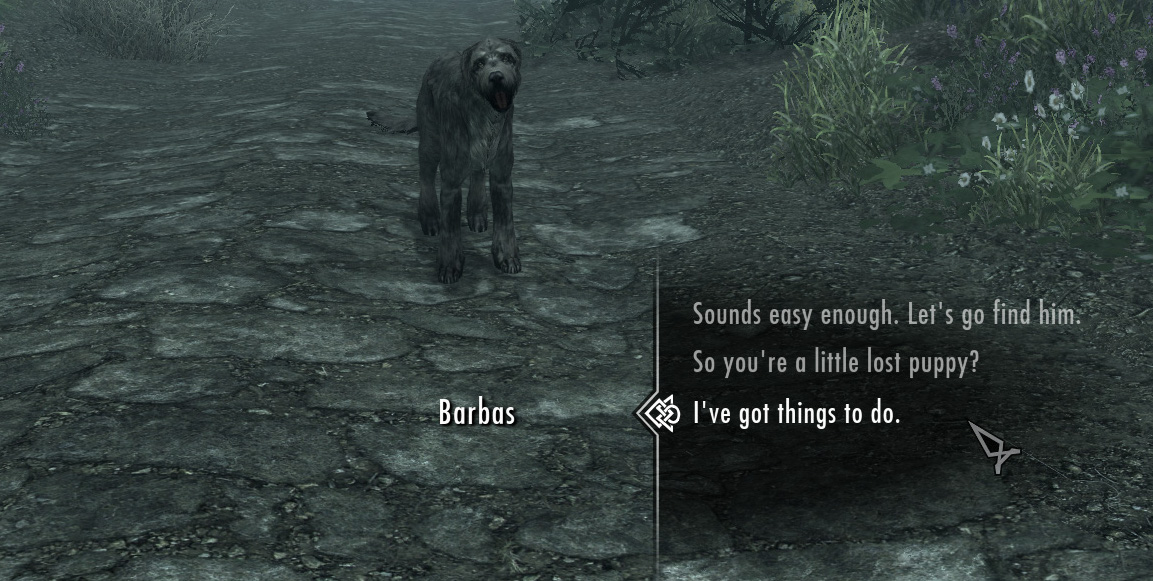 Sounds easy enough. Let's go find him.
So you're a little lost puppy?
Barbas
I've got things to do.